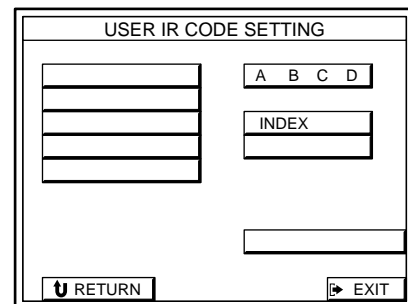 USER IR CODE SETTING
A B C D
INDEX
RETURN
EXIT